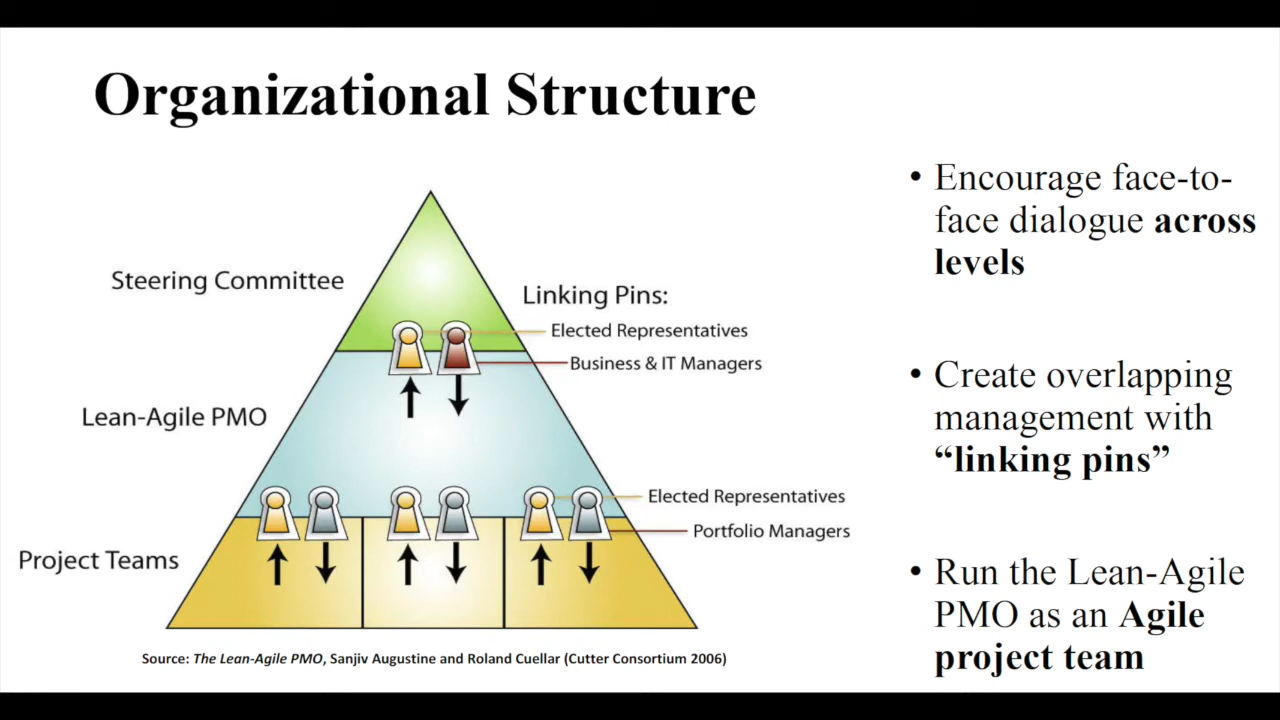 Organizational Structure
Steering Committee
Linking Pins:
Elected Representatives
Business & IT Managers
Lean-Agile PMO
Elected Representatives
Portfolio Managers
Project Teams
Source: The Lean-Agile PMO, Sanjiv Augustine and Roland Cuellar (Cutter Consortium 2006)
• Encourage face-to-
face dialogue across
levels
• Create overlapping
management with
“linking pins”
• Run the Lean-Agile
PMO as an Agile
project team